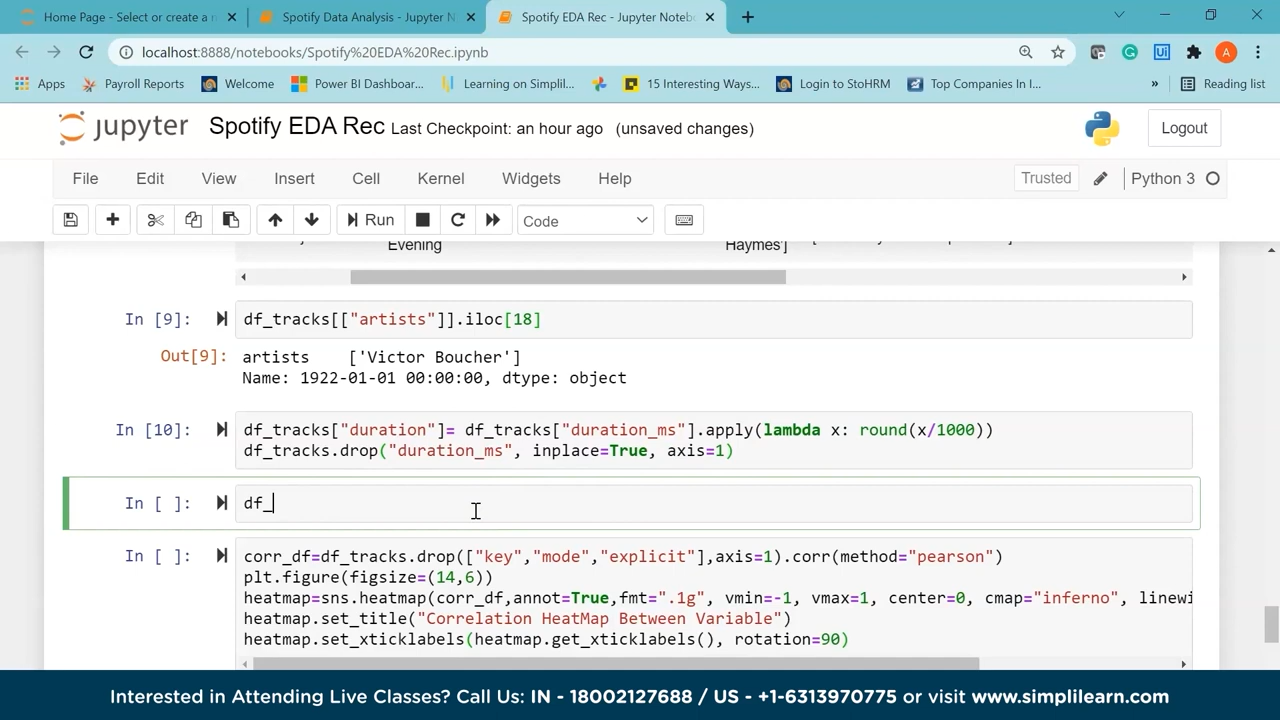 Home Page - Select or create a n
Spotify Data Analysis - Jupyter N
Spotify EDA Rec - Jupyter Notebo
localhost:8888/notebooks/Spotify%20EDA%20Rec.ipynb
A
Apps
Payroll Reports
Welcome
Power BI Dashboar...
Learning on Simplil...
15 Interesting Ways...
Login to StoHRM
Top Companies In I...
»
Reading list
jupyter
Spotify EDA Rec Last Checkpoint: an hour ago (unsaved changes)
Logout
File
Edit
View
Insert
Cell
Kernel
Widgets
Help
Trusted
Python 3
Run
Code
Evening
Haymes']
In [9]: df_tracks[["artists"]].iloc[18]
Out[9]: artists    ['Victor Boucher']
Name: 1922-01-01 00:00:00, dtype: object
In [10]: df_tracks["duration"]= df_tracks["duration_ms"].apply(lambda x: round(x/1000))
df_tracks.drop("duration_ms", inplace=True, axis=1)
In [ ]: df_
In [ ]: corr_df=df_tracks.drop(["key","mode","explicit"],axis=1).corr(method="pearson")
plt.figure(figsize=(14,6))
heatmap=sns.heatmap(corr_df,annot=True,fmt=".1g", vmin=-1, vmax=1, center=0, cmap="inferno", linewi
heatmap.set_title("Correlation HeatMap Between Variable")
heatmap.set_xticklabels(heatmap.get_xticklabels(), rotation=90)
Interested in Attending Live Classes? Call Us: IN - 18002127688 / US - +1-6313970775 or visit www.simplilearn.com